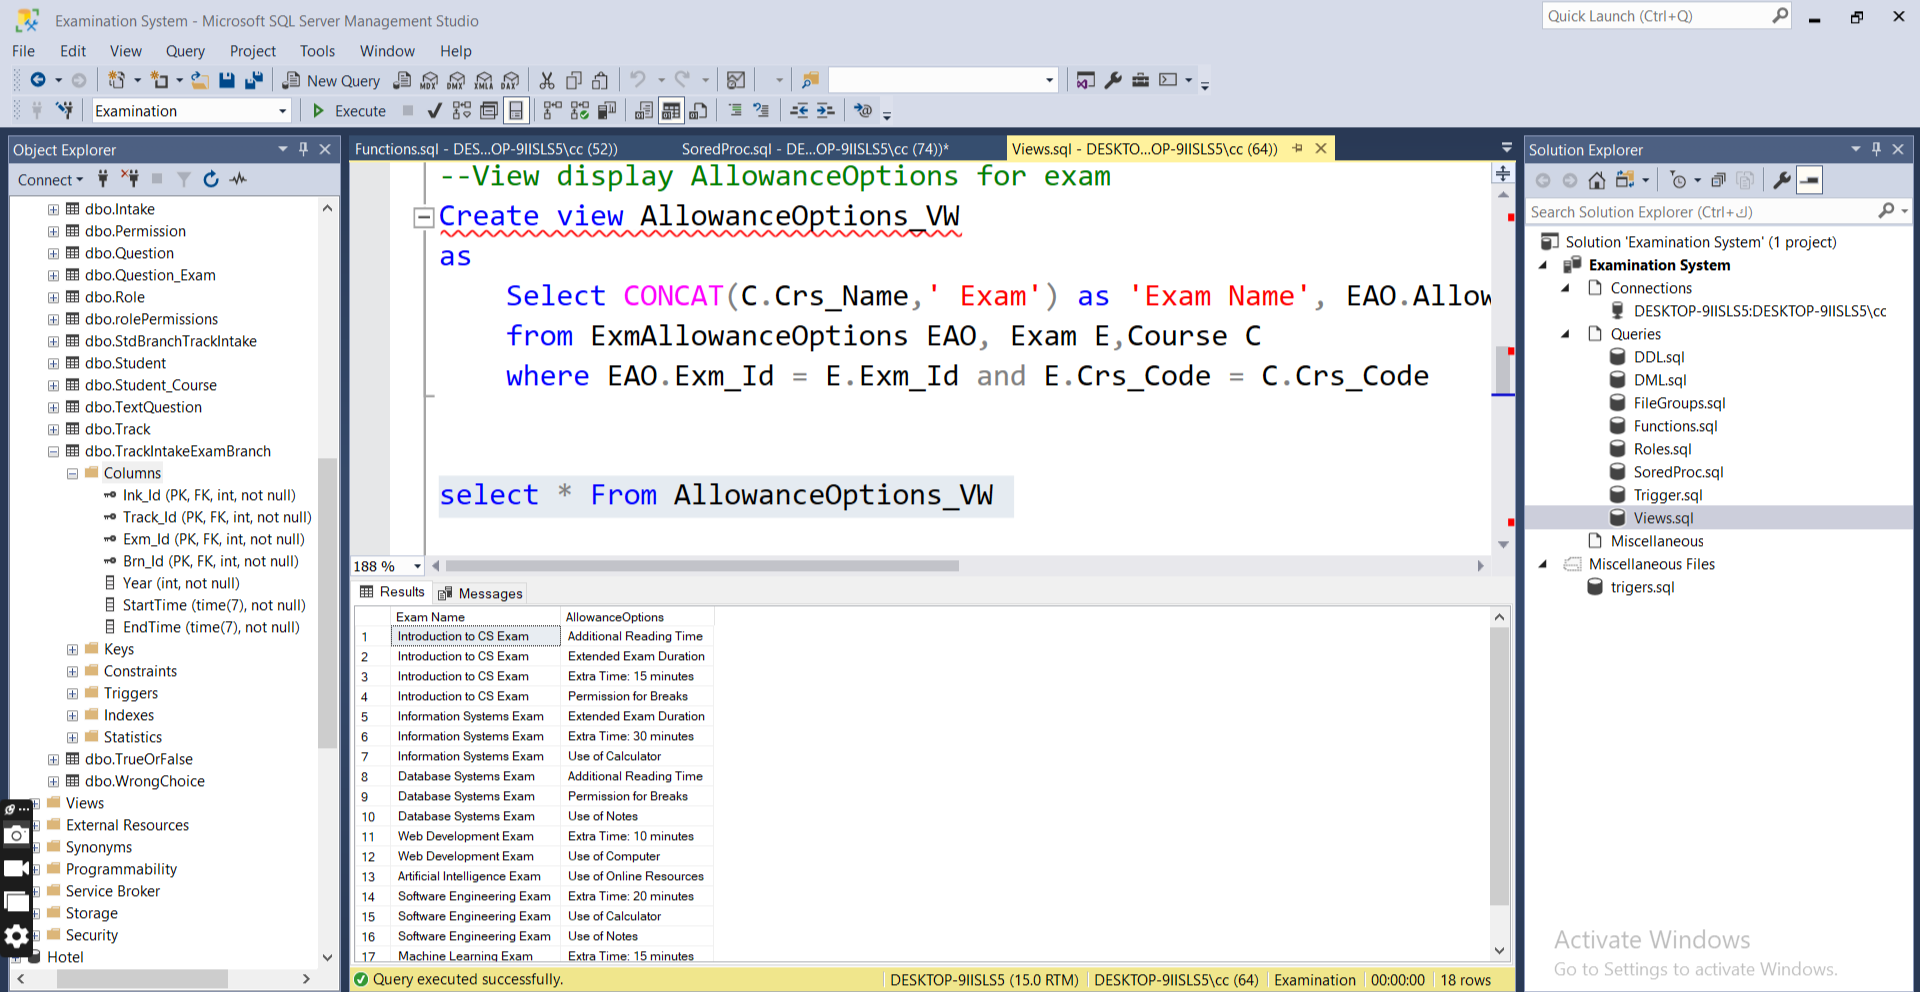 Examination System - Microsoft SQL Server Management Studio
Quick Launch (Ctrl+Q)
File Edit View Query Project Tools Window Help
New Query MDX DMX XMLA DAX
Examination Execute
Object Explorer
Connect
dbo.Intake
dbo.Permission
dbo.Question
dbo.Question_Exam
dbo.Role
dbo.rolePermissions
dbo.StdBranchTrackIntake
dbo.Student
dbo.Student_Course
dbo.TextQuestion
dbo.Track
dbo.TrackIntakeExamBranch
Columns
Ink_Id (PK, FK, int, not null)
Track_Id (PK, FK, int, not null)
Exm_Id (PK, FK, int, not null)
Brn_Id (PK, FK, int, not null)
Year (int, not null)
StartTime (time(7), not null)
EndTime (time(7), not null)
Keys
Constraints
Triggers
Indexes
Statistics
dbo.TrueOrFalse
dbo.WrongChoice
Views
External Resources
Synonyms
Programmability
Service Broker
Storage
Security
Hotel
Functions.sql - DES...OP-9IISLS5\cc (52))
SoredProc.sql - DE...OP-9IISLS5\cc (74))*
Views.sql - DESKTO...OP-9IISLS5\cc (64))
--View display AllowanceOptions for exam
Create view AllowanceOptions_VW
as
Select CONCAT(C.Crs_Name,' Exam') as 'Exam Name', EAO.Allow
from ExmAllowanceOptions EAO, Exam E,Course C
where EAO.Exm_Id = E.Exm_Id and E.Crs_Code = C.Crs_Code
select * From AllowanceOptions_VW
188 %
Results Messages
Exam Name AllowanceOptions
1 Introduction to CS Exam Additional Reading Time
2 Introduction to CS Exam Extended Exam Duration
3 Introduction to CS Exam Extra Time: 15 minutes
4 Introduction to CS Exam Permission for Breaks
5 Information Systems Exam Extended Exam Duration
6 Information Systems Exam Extra Time: 30 minutes
7 Information Systems Exam Use of Calculator
8 Database Systems Exam Additional Reading Time
9 Database Systems Exam Permission for Breaks
10 Database Systems Exam Use of Notes
11 Web Development Exam Extra Time: 10 minutes
12 Web Development Exam Use of Computer
13 Artificial Intelligence Exam Use of Online Resources
14 Software Engineering Exam Extra Time: 20 minutes
15 Software Engineering Exam Use of Calculator
16 Software Engineering Exam Use of Notes
17 Machine Learning Exam Extra Time: 15 minutes
Query executed successfully. DESKTOP-9IISLS5 (15.0 RTM) DESKTOP-9IISLS5\cc (64) Examination 00:00:00 18 rows
Solution Explorer
Search Solution Explorer (Ctrl+ك)
Solution 'Examination System' (1 project)
Examination System
Connections
DESKTOP-9IISLS5:DESKTOP-9IISLS5\cc
Queries
DDL.sql
DML.sql
FileGroups.sql
Functions.sql
Roles.sql
SoredProc.sql
Trigger.sql
Views.sql
Miscellaneous
Miscellaneous Files
trigers.sql
Activate Windows
Go to Settings to activate Windows.